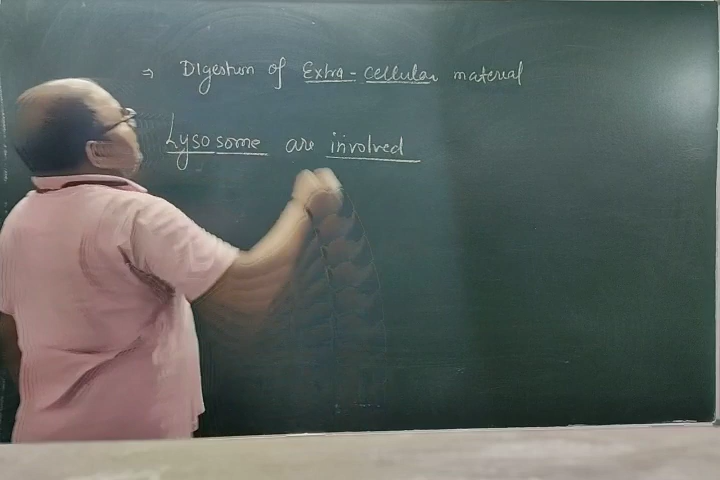 ⇒ Digestion of Extra-cellular material
Lysosome are involved